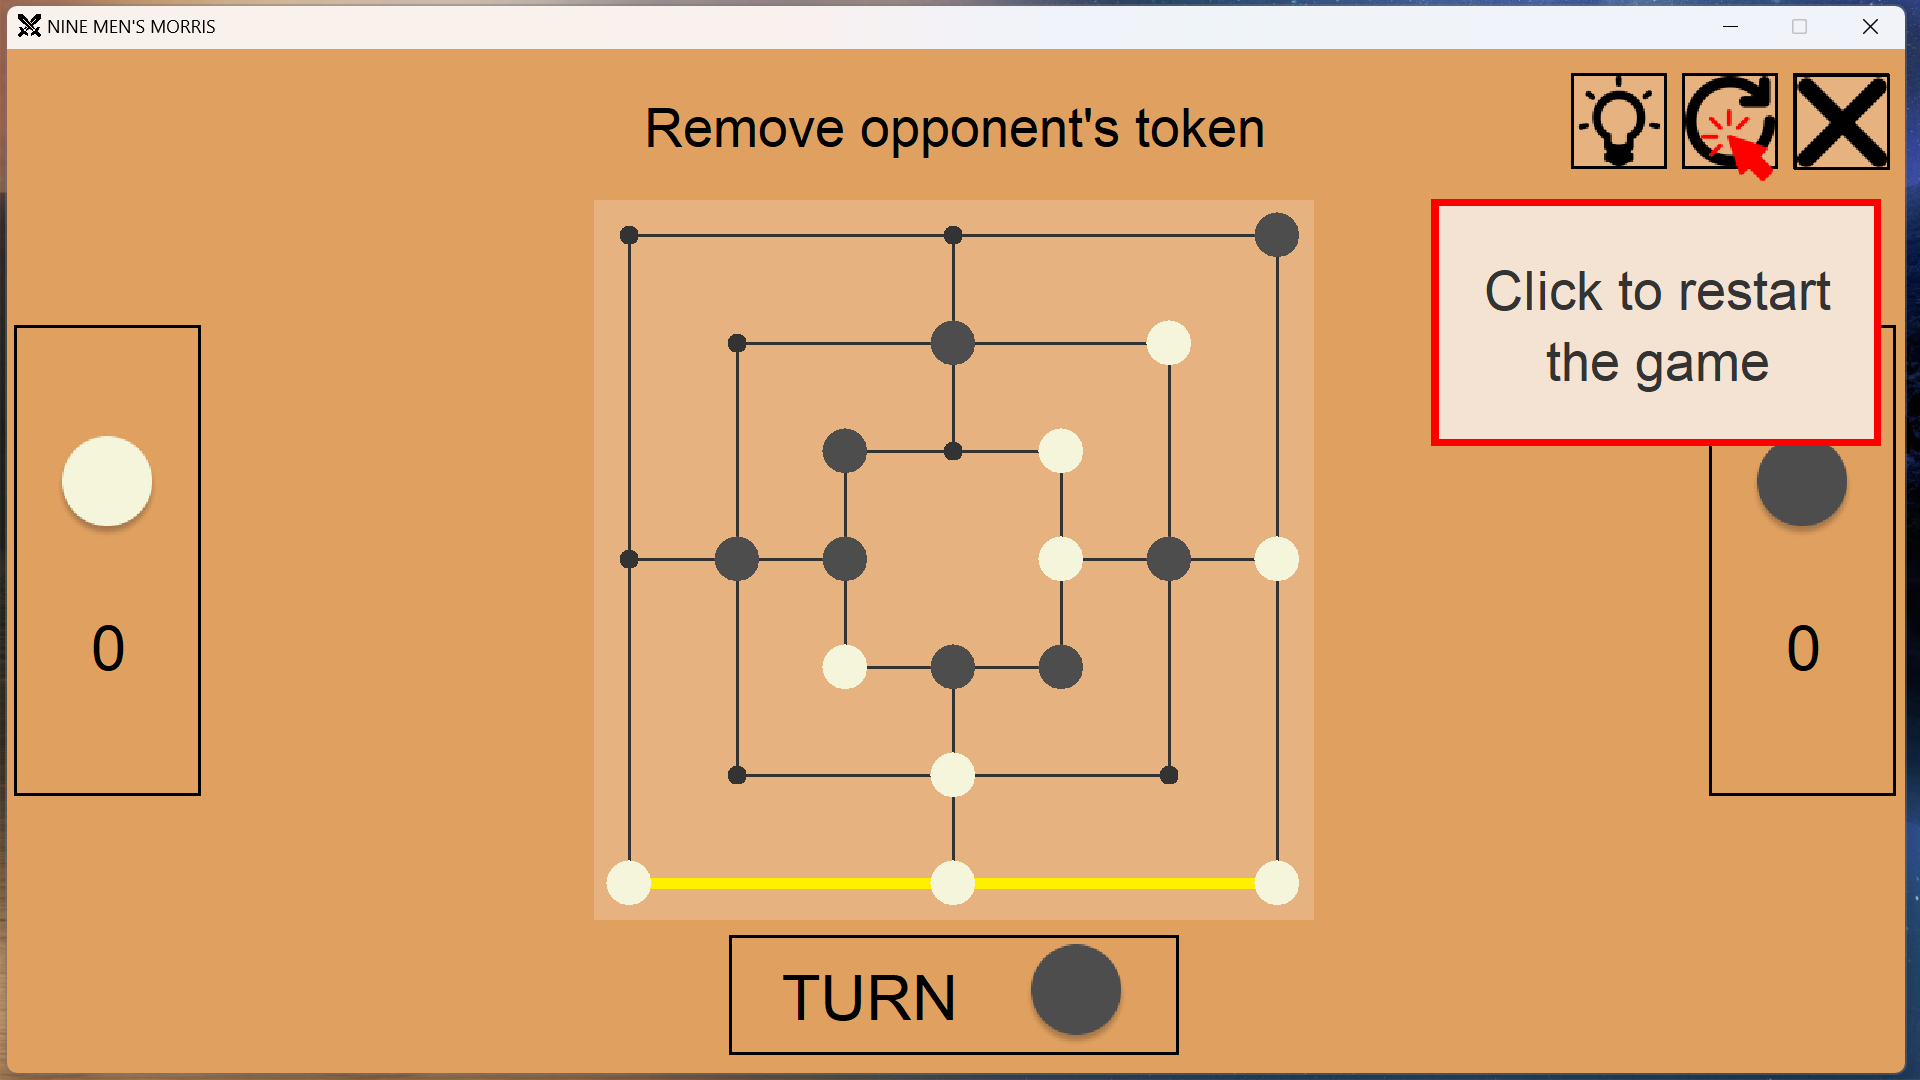 NINE MEN'S MORRIS
Remove opponent's token
Click to restart
the game
0
0
TURN